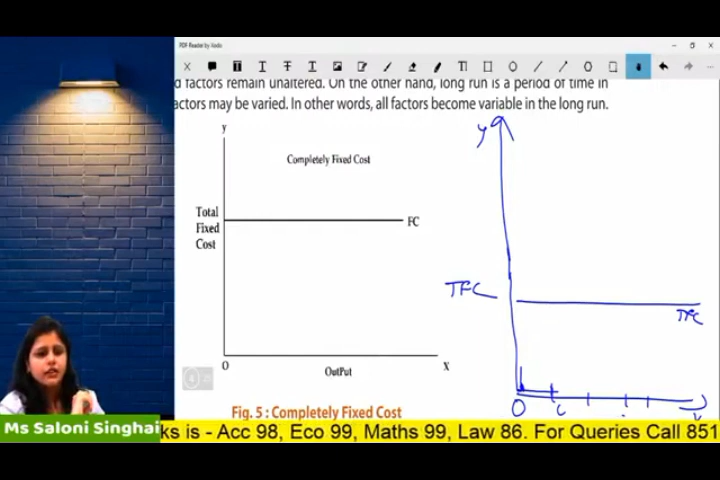 PDF Reader by Xodo
d factors remain unaltered. On the other hand, long run is a period of time in
actors may be varied. In other words, all factors become variable in the long run.
y
Completely Fixed Cost
Total
Fixed
Cost
FC
O
OutPut
X
Fig. 5 : Completely Fixed Cost
y
TFC
TFC
O
Ms Saloni Singhai
ks is - Acc 98, Eco 99, Maths 99, Law 86. For Queries Call 851